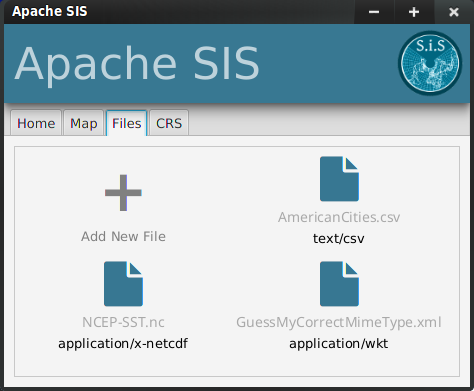 Apache SIS
Apache SIS
S.i.S
Home
Map
Files
CRS
Add New File
AmericanCities.csv
text/csv
NCEP-SST.nc
application/x-netcdf
GuessMyCorrectMimeType.xml
application/wkt